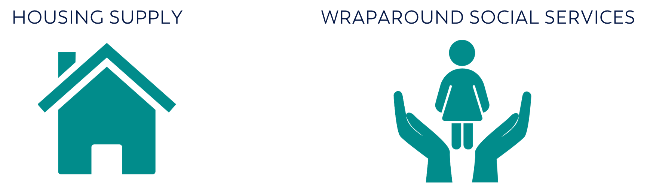 HOUSING SUPPLY
WRAPAROUND SOCIAL SERVICES